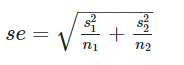 se = √(s₁²/n₁ + s₂²/n₂)